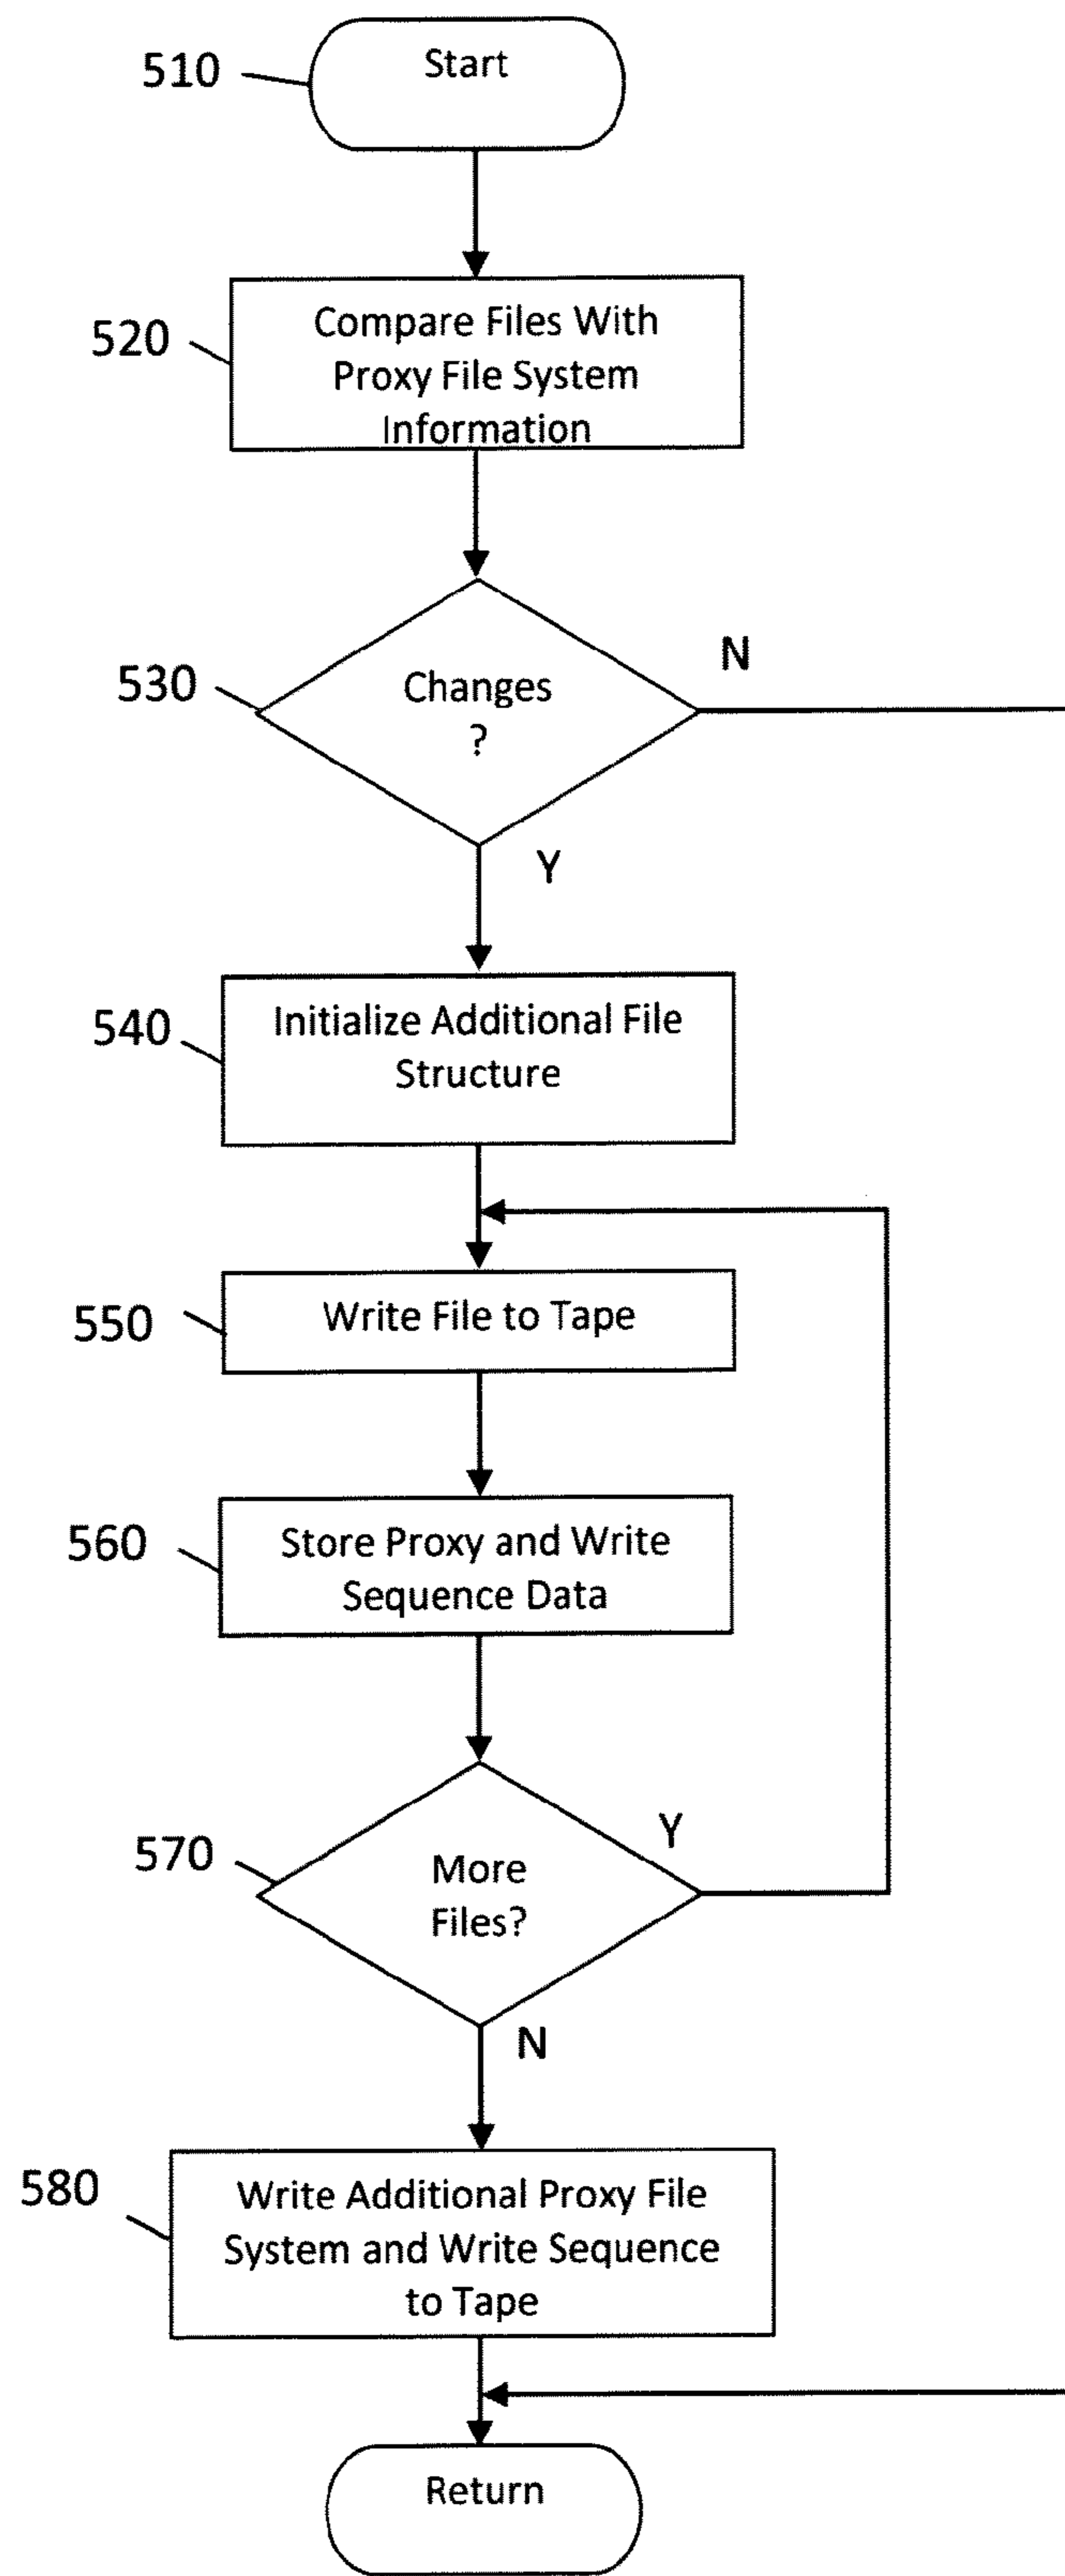 510
Start
520
Compare Files With
Proxy File System
Information
530
Changes
?
N
Y
540
Initialize Additional File
Structure
550
Write File to Tape
560
Store Proxy and Write
Sequence Data
570
More
Files?
Y
N
580
Write Additional Proxy File
System and Write Sequence
to Tape
Return